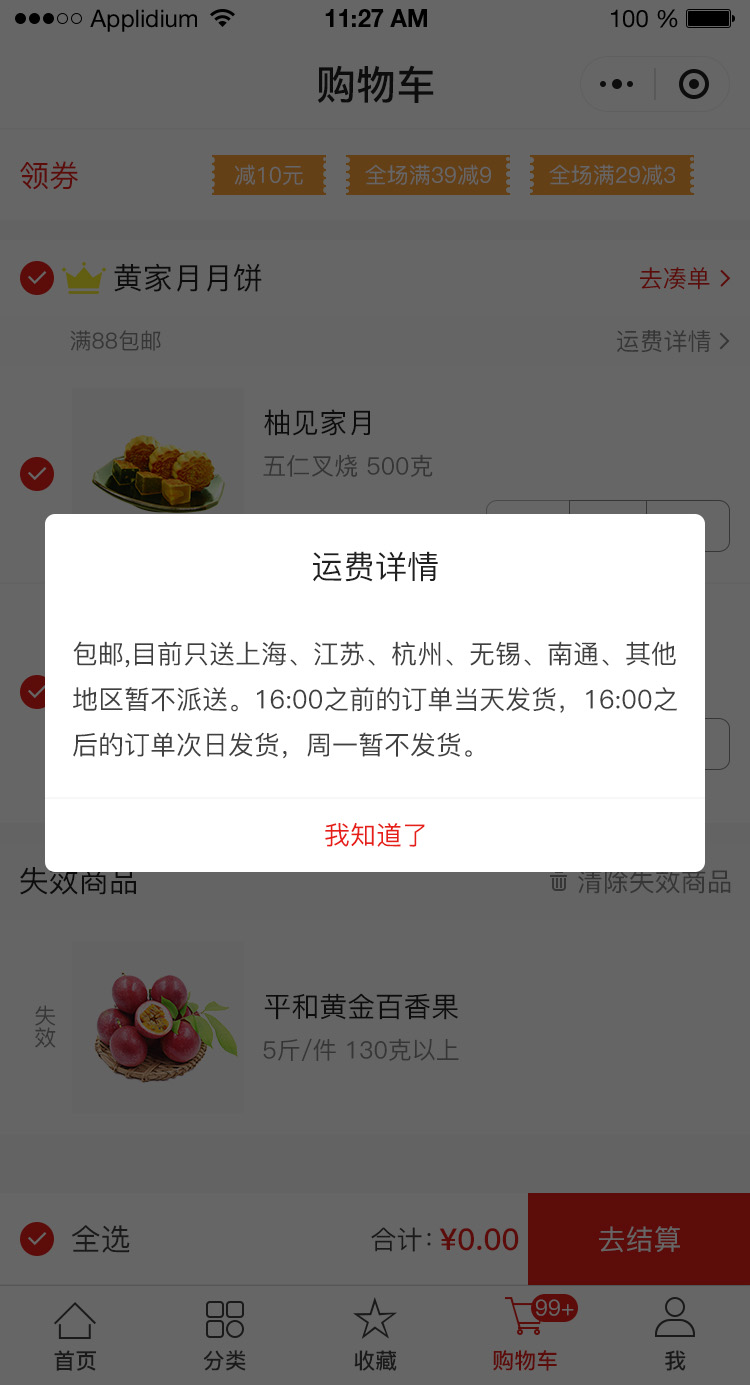 Applidium 11:27 AM 100 %
购物车
领券 减10元 全场满39减9 全场满29减3
黄家月月饼 去凑单
满88包邮 运费详情
柚见家月
五仁叉烧 500克
运费详情
包邮,目前只送上海、江苏、杭州、无锡、南通、其他
地区暂不派送。16:00之前的订单当天发货，16:00之
后的订单次日发货，周一暂不发货。
我知道了
失效商品 清除失效商品
平和黄金百香果
失效
5斤/件 130克以上
全选 合计: ¥0.00 去结算
99+
首页 分类 收藏 购物车 我